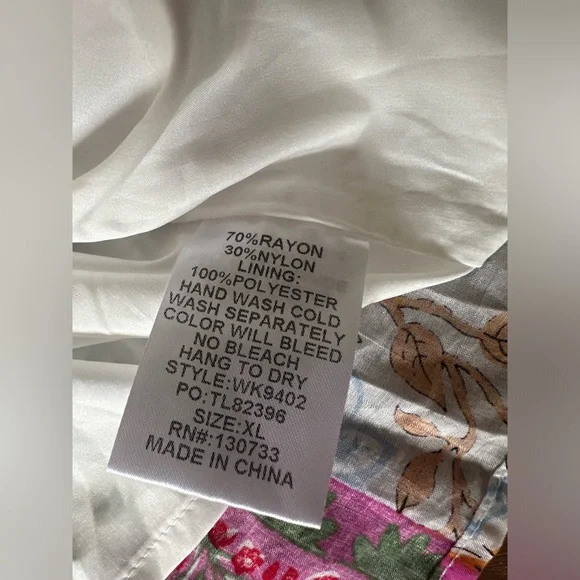 70%RAYON
30%NYLON
LINING:
100%POLYESTER
HAND WASH COLD
WASH SEPARATELY
COLOR WILL BLEED
NO BLEACH
HANG TO DRY
STYLE:WK9402
PO:TL82396
SIZE:XL
RN#:130733
MADE IN CHINA